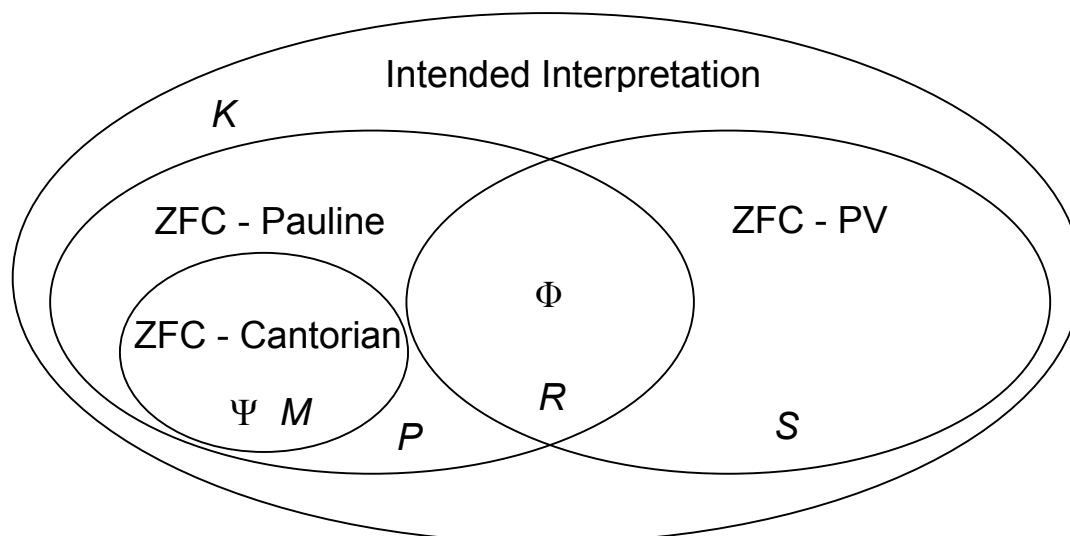 Intended Interpretation
K
ZFC - Pauline
ZFC - PV
Φ
ZFC - Cantorian
Ψ M
R
P
S